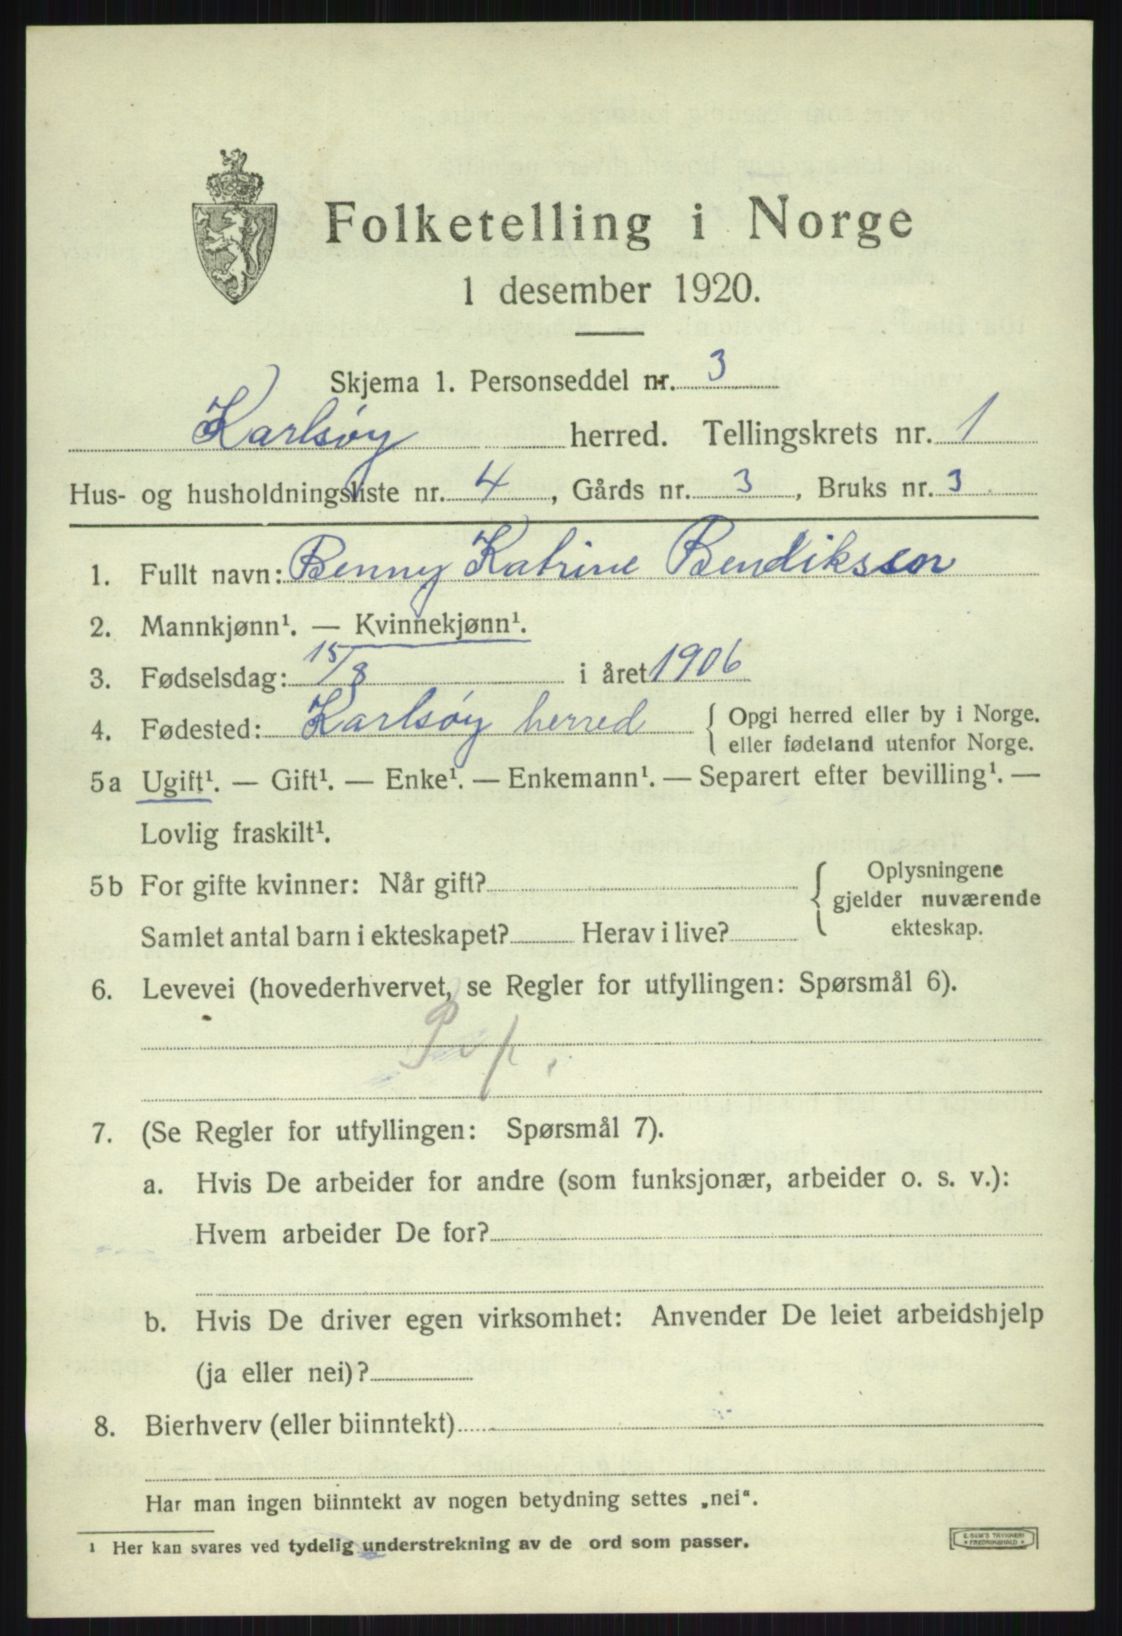 Folketelling i Norge
1 desember 1920.
Skjema 1. Personseddel nr. 3
Karlsøy herred. Tellingskrets nr. 1
Hus- og husholdningsliste nr. 4, Gårds nr. 3, Bruks nr. 3
1. Fullt navn: Benny Katrine Bendikssen
2. Mannkjønn¹. — Kvinnekjønn¹.
3. Fødselsdag: 15/8 i året 1906
4. Fødested: Karlsøy herred { Opgi herred eller by i Norge.
eller fødeland utenfor Norge.
5a Ugift¹. — Gift¹. — Enke¹. — Enkemann¹. — Separert efter bevilling¹. —
Lovlig fraskilt¹.
5b For gifte kvinner: Når gift?
Samlet antal barn i ekteskapet? Herav i live?
{ Oplysningene
gjelder nuværende
ekteskap.
6. Levevei (hovederhvervet, se Regler for utfyllingen: Spørsmål 6).
7. (Se Regler for utfyllingen: Spørsmål 7).
a. Hvis De arbeider for andre (som funksjonær, arbeider o. s. v.):
Hvem arbeider De for?
b. Hvis De driver egen virksomhet: Anvender De leiet arbeidshjelp
(ja eller nei)?
8. Bierhverv (eller biinntekt)
Har man ingen biinntekt av nogen betydning settes „nei“.
¹ Her kan svares ved tydelig understrekning av de ord som passer.
E. SEM'S TRYKKERI
FREDRIKSHALD